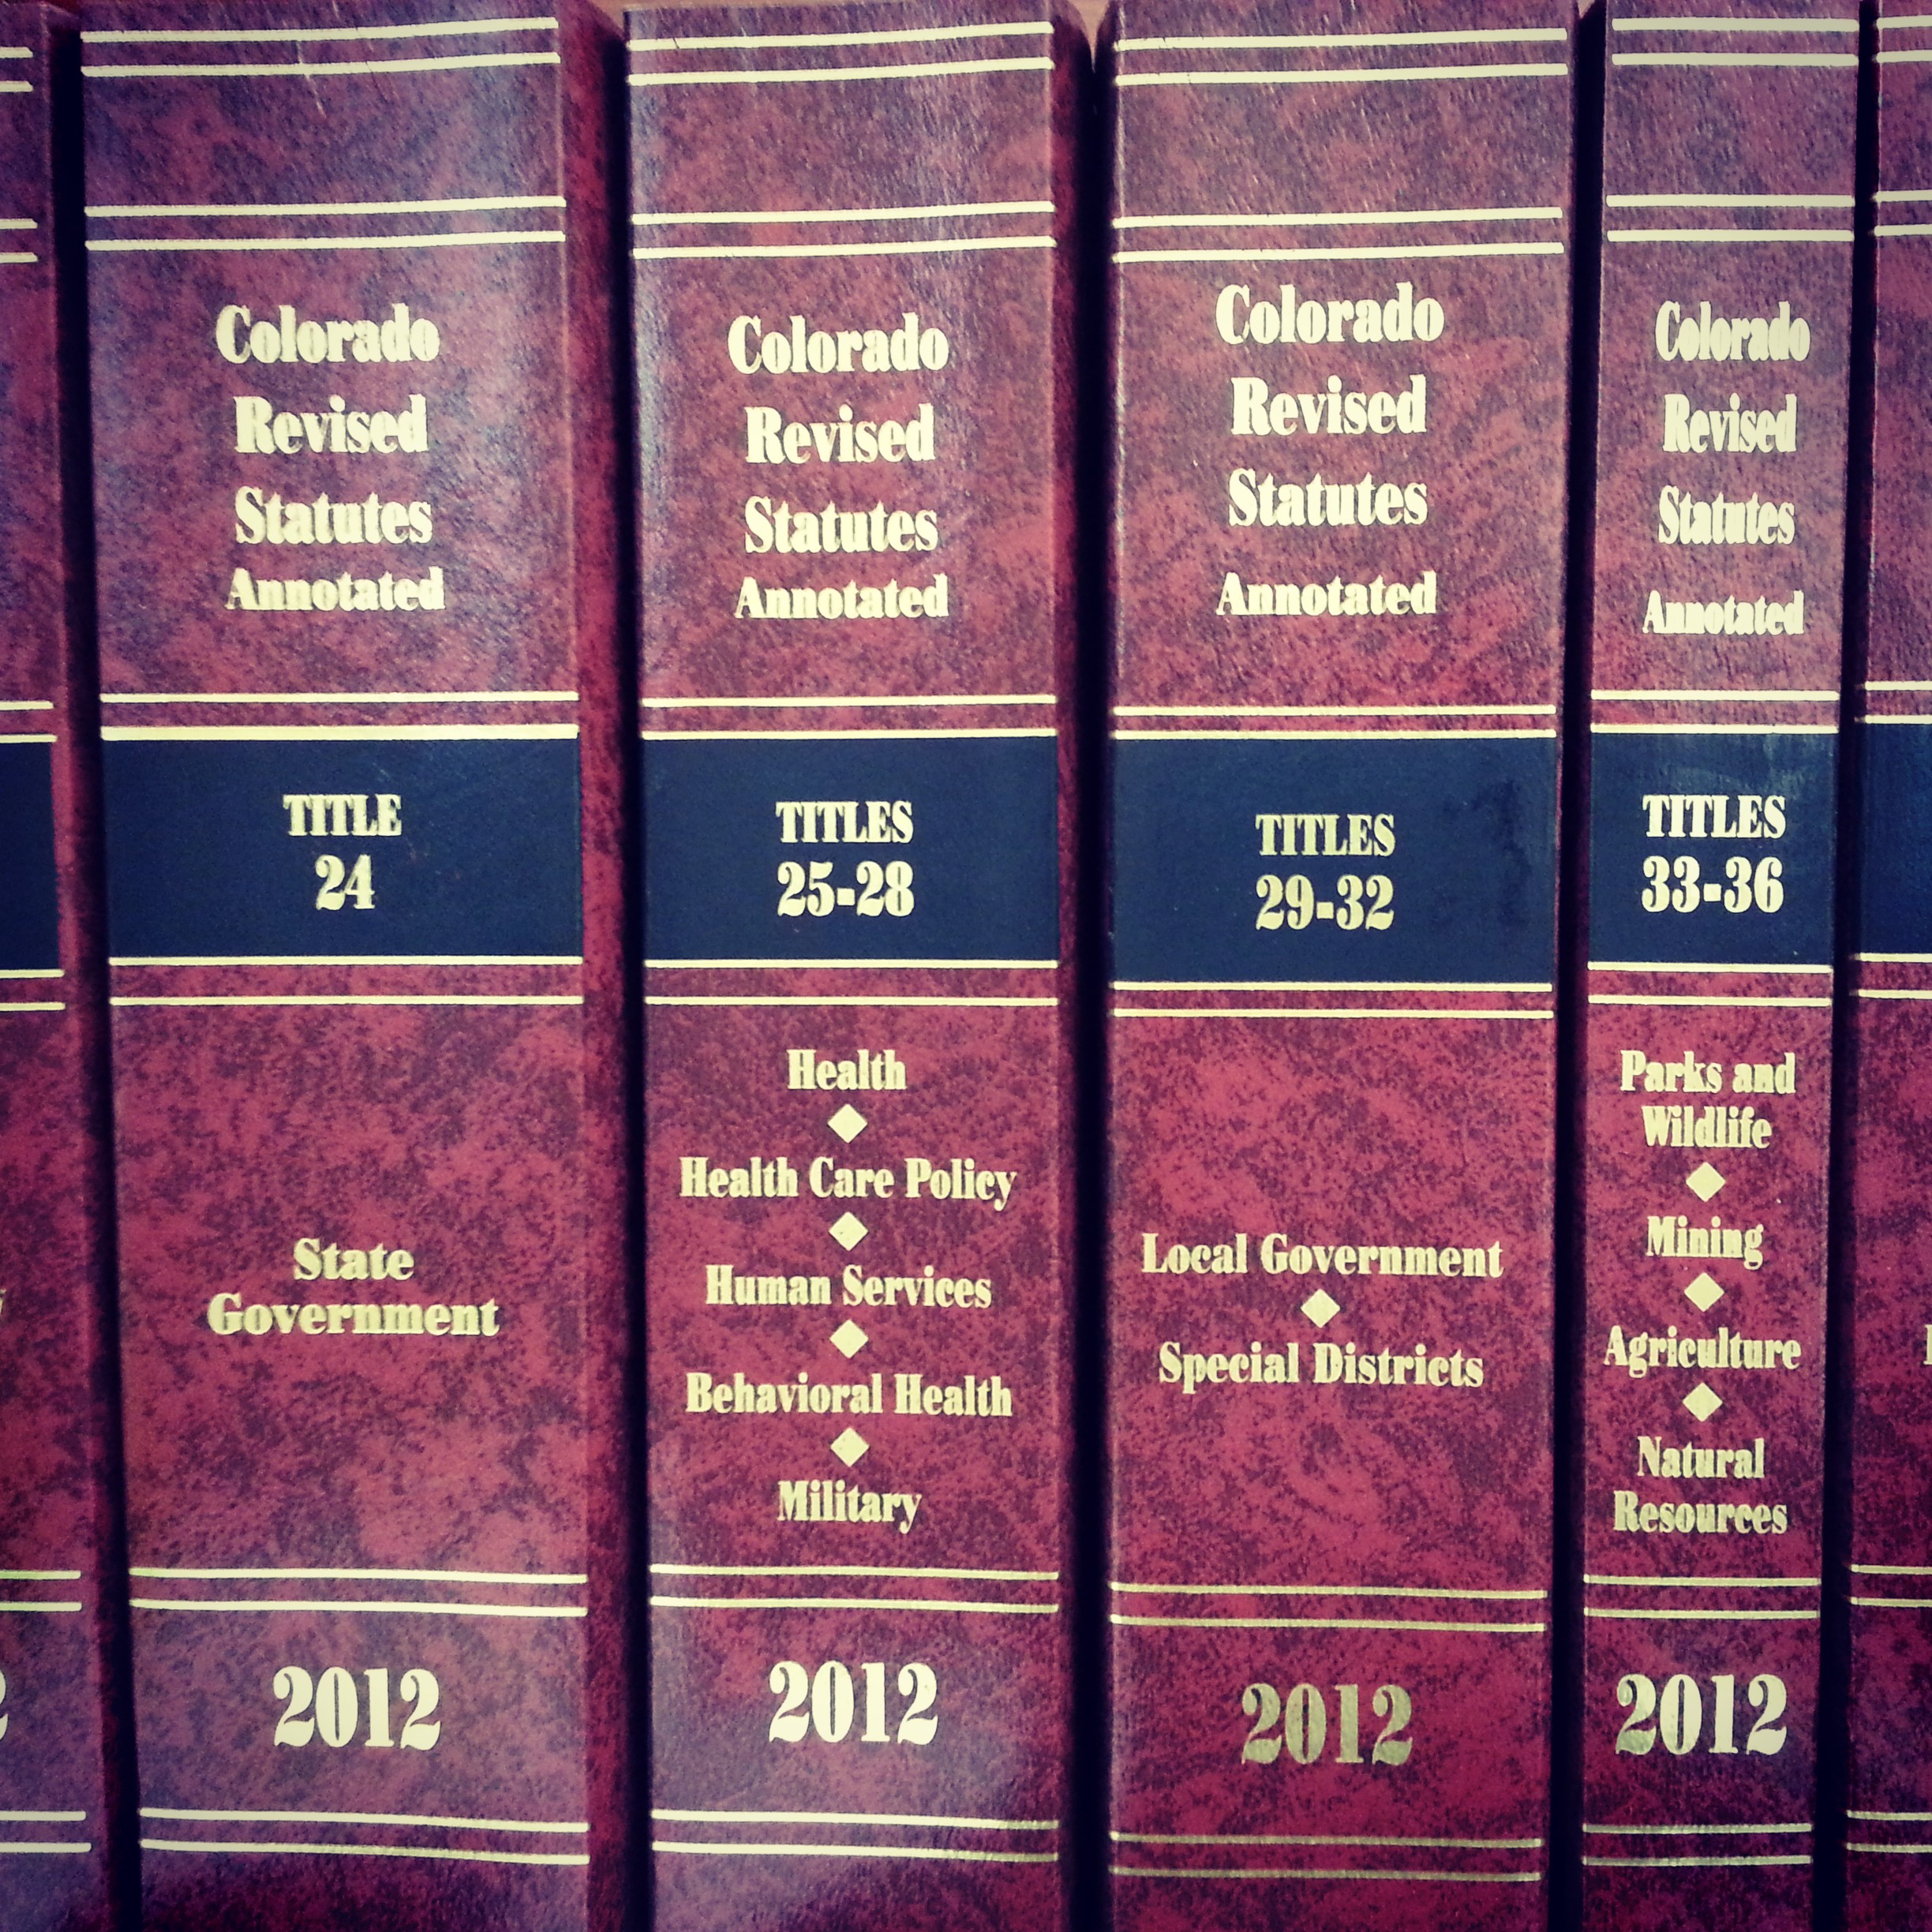 Colorado
Revised
Statutes
Annotated
TITLE
24
State
Government
2012
Colorado
Revised
Statutes
Annotated
TITLES
25-28
Health
Health Care Policy
Human Services
Behavioral Health
Military
2012
Colorado
Revised
Statutes
Annotated
TITLES
29-32
Local Government
Special Districts
2012
Colorado
Revised
Statutes
Annotated
TITLES
33-36
Parks and
Wildlife
Mining
Agriculture
Natural
Resources
2012